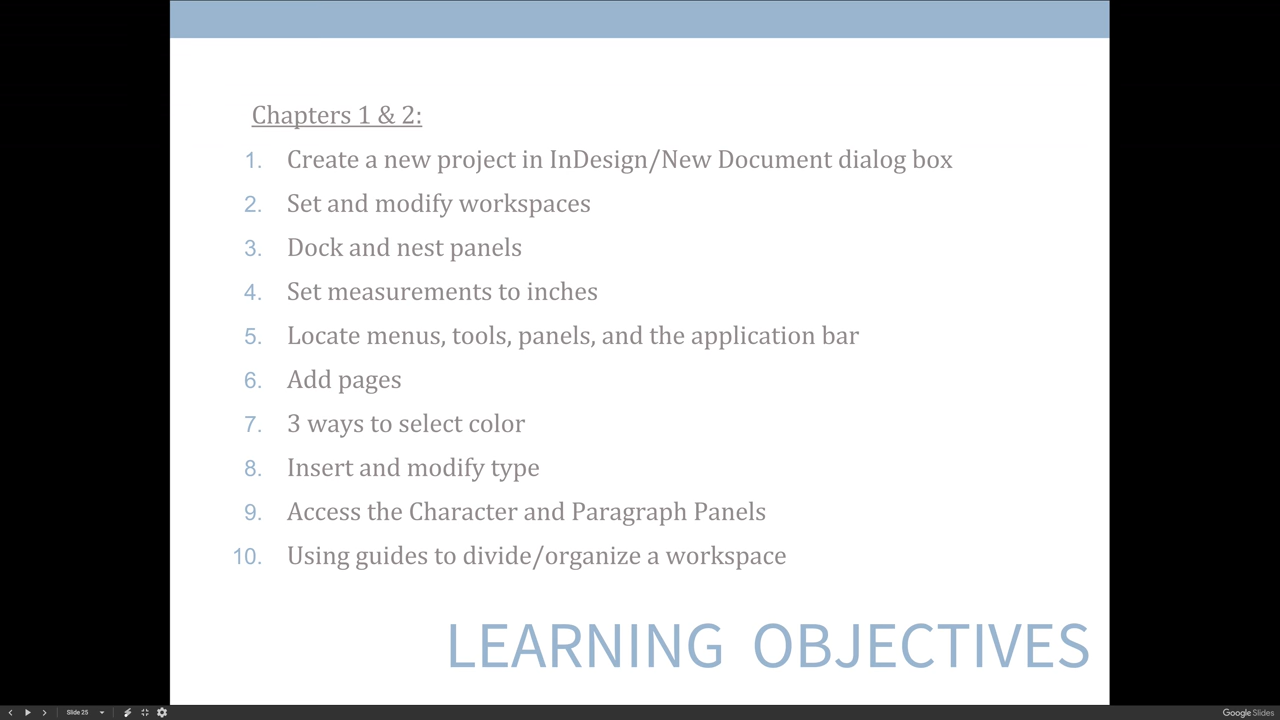 Chapters 1 & 2:
1. Create a new project in InDesign/New Document dialog box
2. Set and modify workspaces
3. Dock and nest panels
4. Set measurements to inches
5. Locate menus, tools, panels, and the application bar
6. Add pages
7. 3 ways to select color
8. Insert and modify type
9. Access the Character and Paragraph Panels
10. Using guides to divide/organize a workspace
LEARNING OBJECTIVES
Slide 25
Google Slides